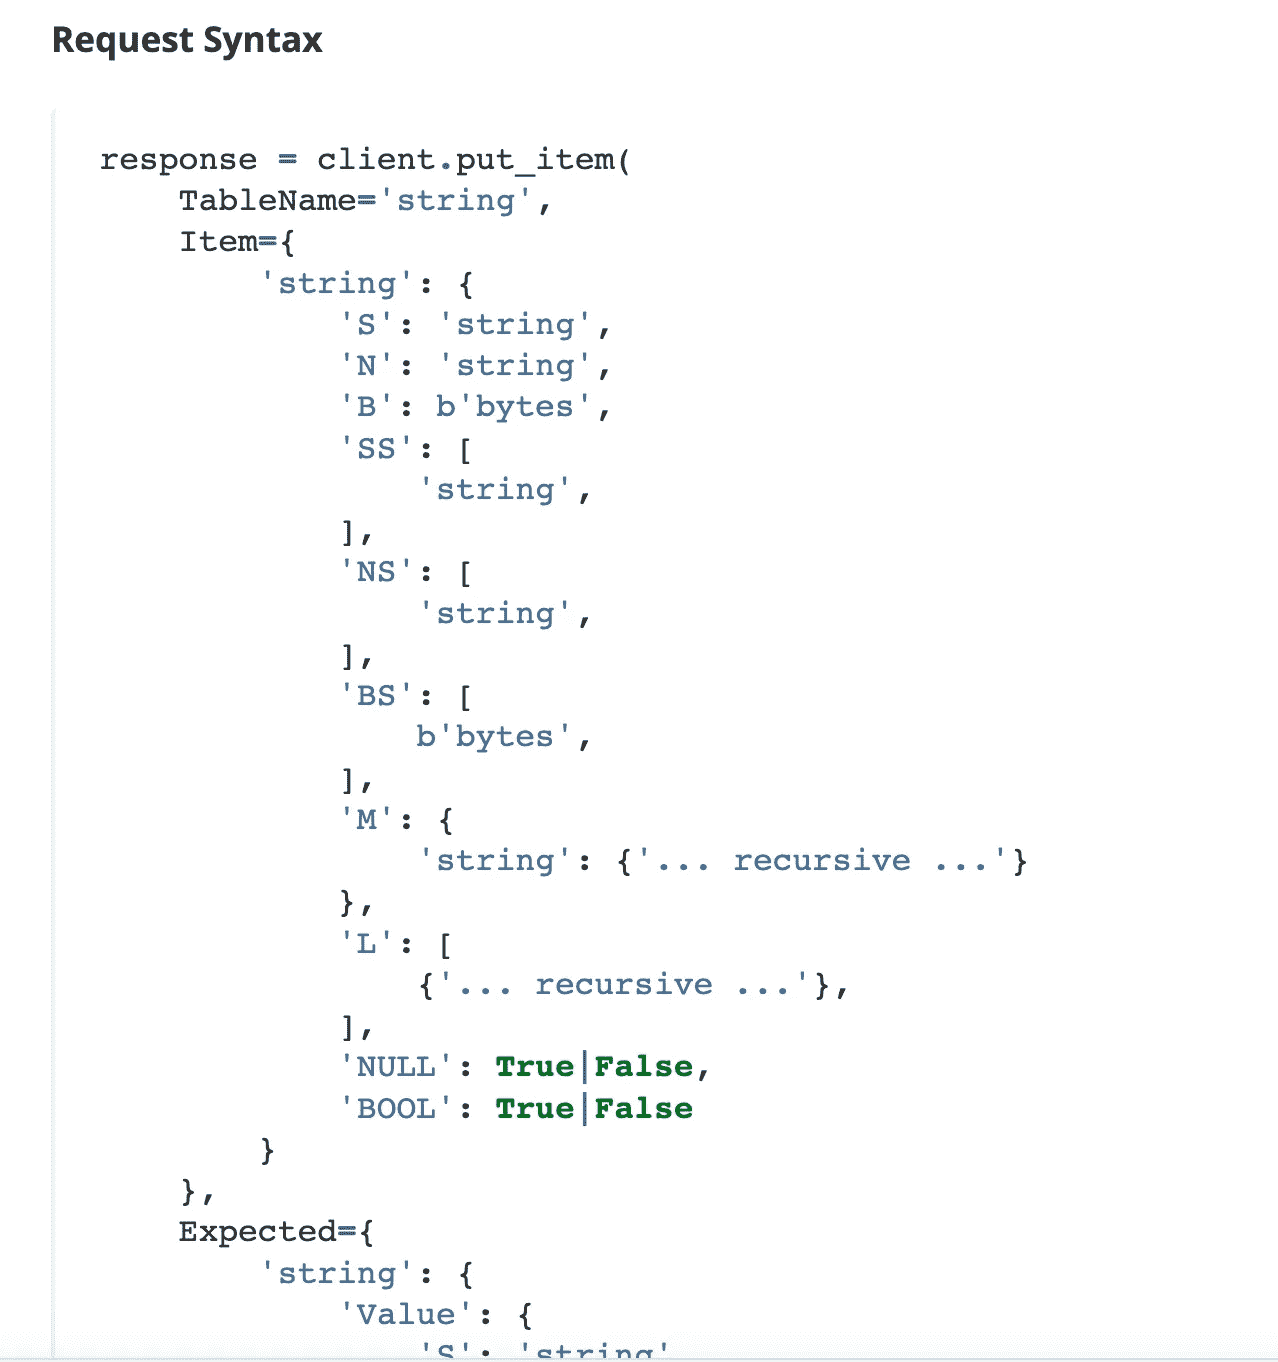 Request Syntax
response = client.put_item(
    TableName='string',
    Item={
        'string': {
            'S': 'string',
            'N': 'string',
            'B': b'bytes',
            'SS': [
                'string',
            ],
            'NS': [
                'string',
            ],
            'BS': [
                b'bytes',
            ],
            'M': {
                'string': {'... recursive ...'}
            },
            'L': [
                {'... recursive ...'},
            ],
            'NULL': True|False,
            'BOOL': True|False
        }
    },
    Expected={
        'string': {
            'Value': {
                'S': 'string'